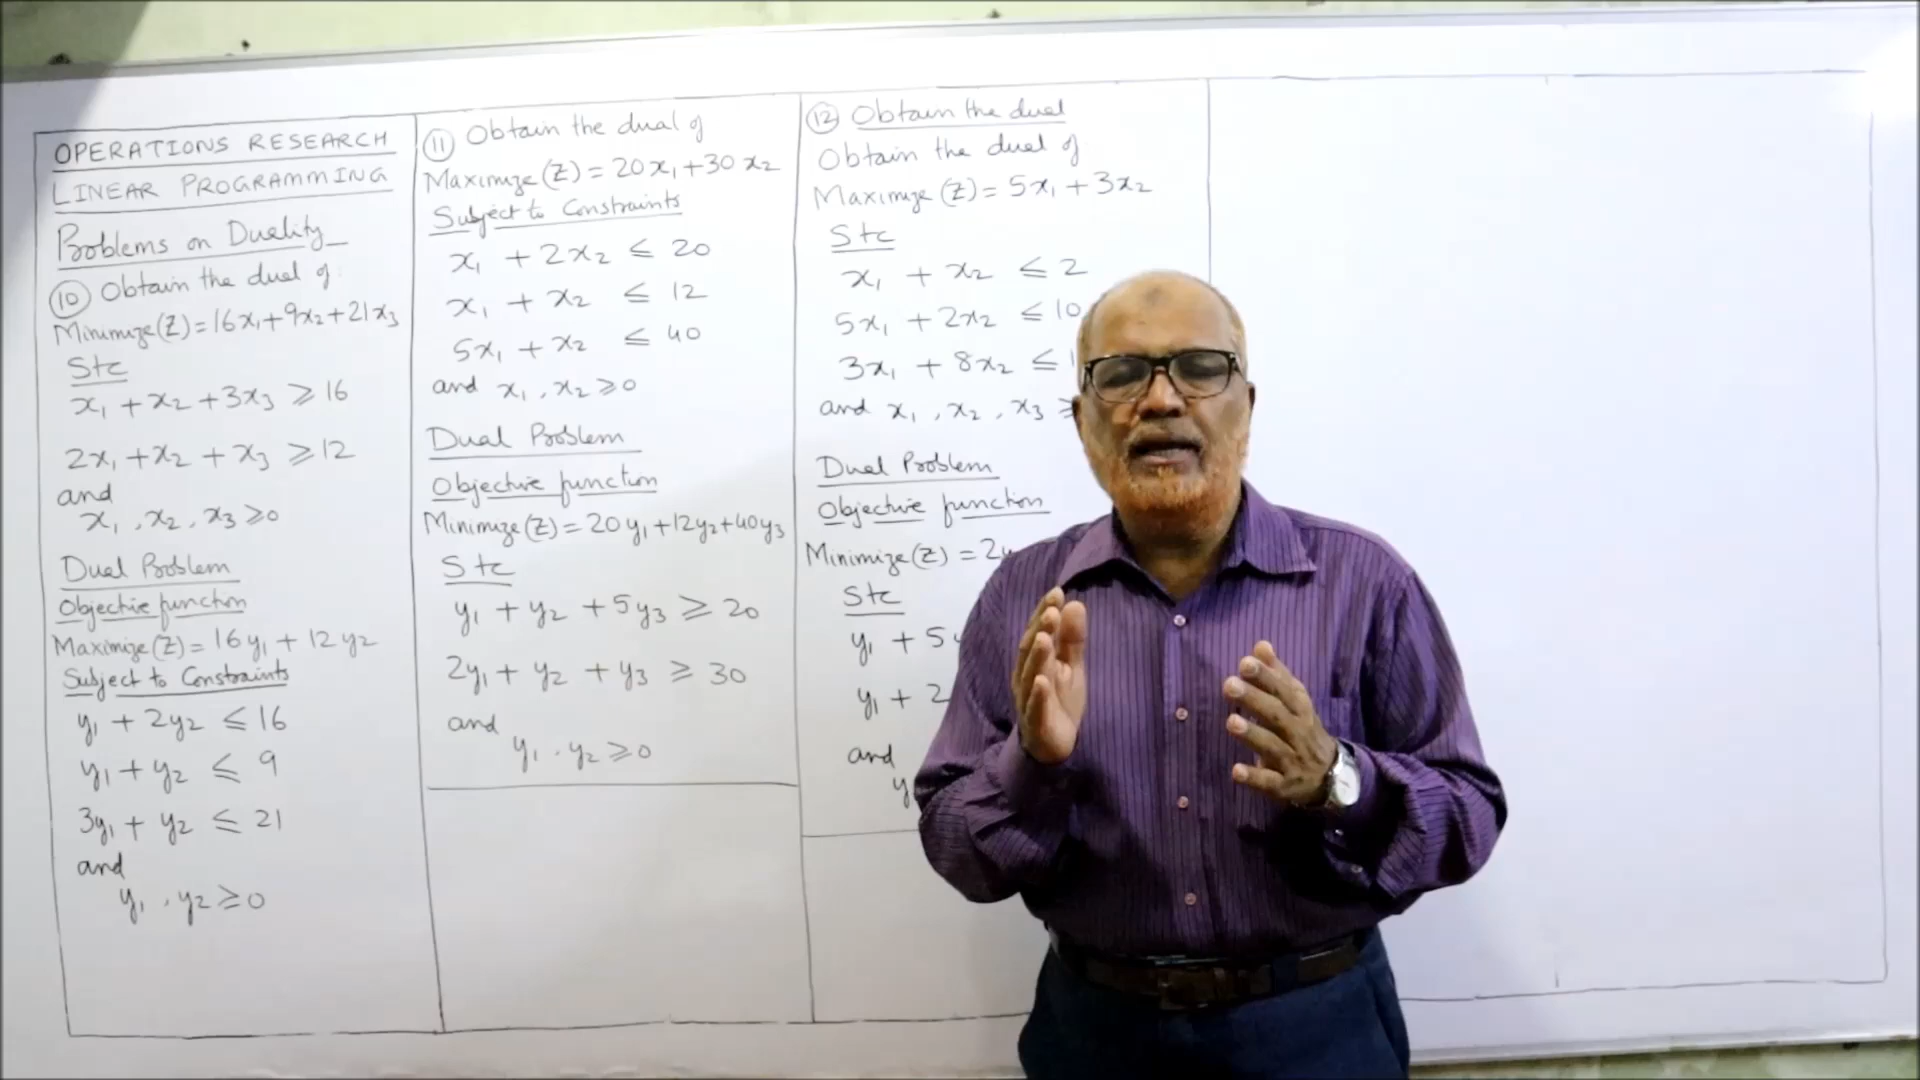 OPERATIONS RESEARCH
LINEAR PROGRAMMING
Problems on Duality
(10) Obtain the dual of:
Minimize (Z) = 16x₁ + 9x₂ + 21x₃
Stc
x₁ + x₂ + 3x₃ ⩾ 16
2x₁ + x₂ + x₃ ⩾ 12
and
x₁, x₂, x₃ ⩾ 0
Dual Problem
Objective function
Maximize (Z) = 16y₁ + 12y₂
Subject to Constraints
y₁ + 2y₂ ⩽ 16
y₁ + y₂ ⩽ 9
3y₁ + y₂ ⩽ 21
and
y₁, y₂ ⩾ 0
(11) Obtain the dual of
Maximize (Z) = 20x₁ + 30x₂
Subject to Constraints
x₁ + 2x₂ ⩽ 20
x₁ + x₂ ⩽ 12
5x₁ + x₂ ⩽ 40
and x₁, x₂ ⩾ 0
Dual Problem
Objective function
Minimize (Z) = 20y₁ + 12y₂ + 40y₃
Stc
y₁ + y₂ + 5y₃ ⩾ 20
2y₁ + y₂ + y₃ ⩾ 30
and
y₁, y₂ ⩾ 0
(12) Obtain the dual
Obtain the dual of
Maximize (Z) = 5x₁ + 3x₂
Stc
x₁ + x₂ ⩽ 2
5x₁ + 2x₂ ⩽ 10
3x₁ + 8x₂ ⩽
and x₁, x₂, x₃
Dual Problem
Objective function
Minimize (Z) = 2y
Stc
y₁ + 5
y₁ + 2
and
y